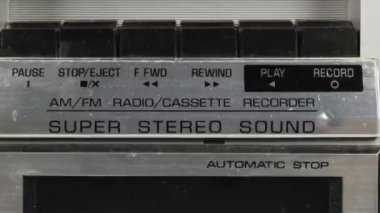 PAUSE STOP/EJECT F FWD REWIND PLAY RECORD
‖ ■/X ◀◀ ▶▶ ◀ O
AM/FM RADIO/CASSETTE RECORDER
SUPER STEREO SOUND
AUTOMATIC STOP